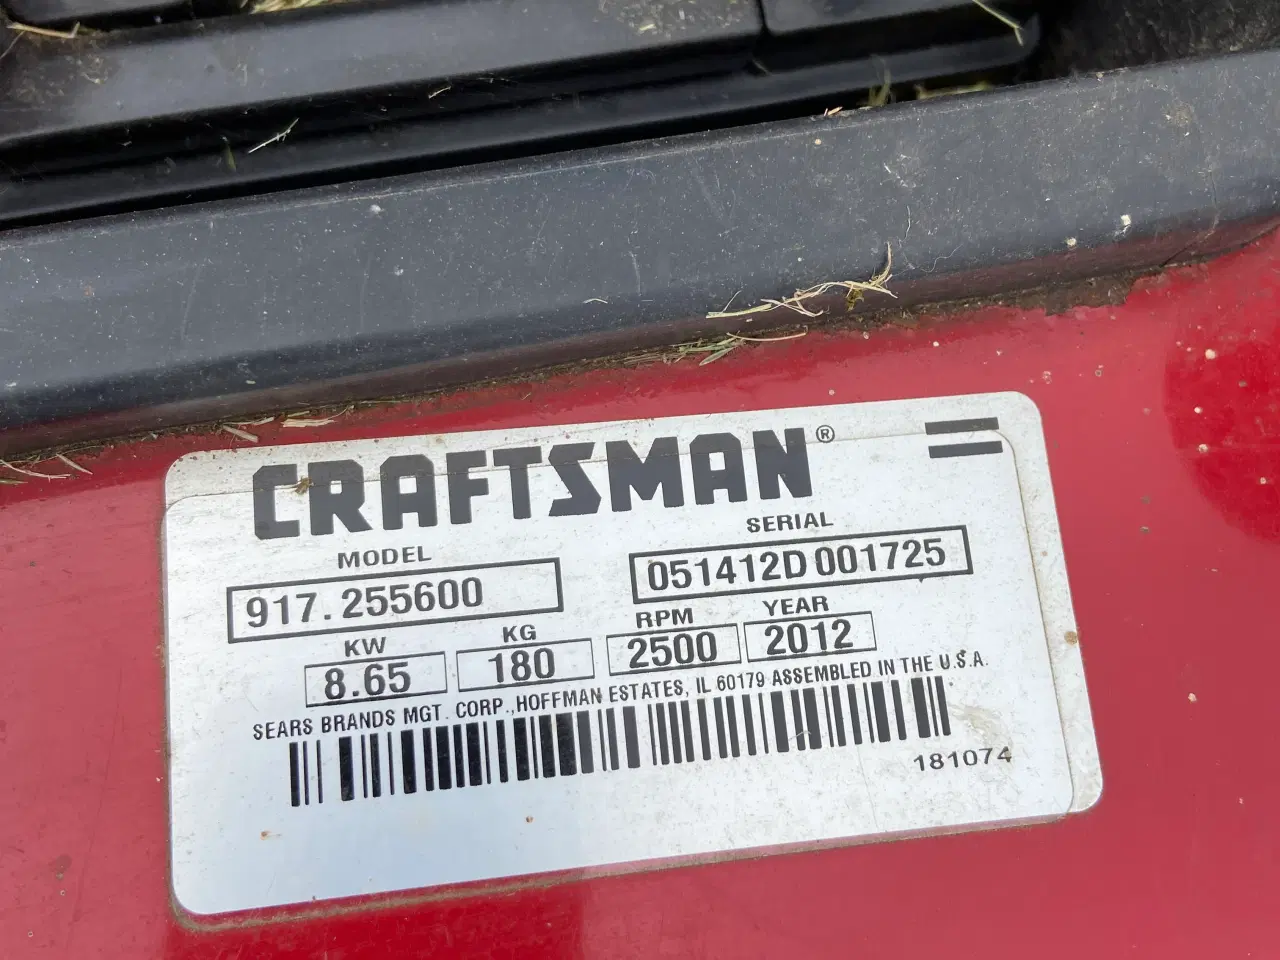 CRAFTSMAN®
MODEL SERIAL
917.255600 051412D 001725
KW KG RPM YEAR
8.65 180 2500 2012
SEARS BRANDS MGT. CORP.,HOFFMAN ESTATES, IL 60179 ASSEMBLED IN THE U.S.A.
181074